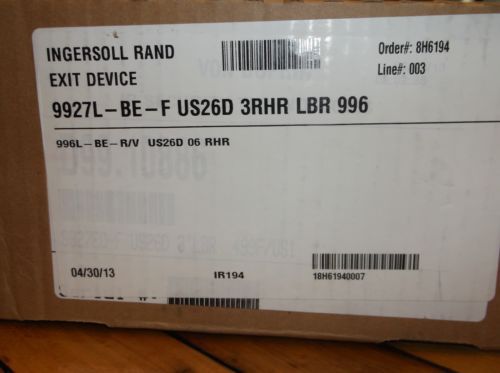 INGERSOLL RAND
Order#: 8H6194
EXIT DEVICE
Line#: 003
9927L-BE-F US26D 3RHR LBR 996
996L-BE-R/V US26D 06 RHR
04/30/13
IR194
18H61940007